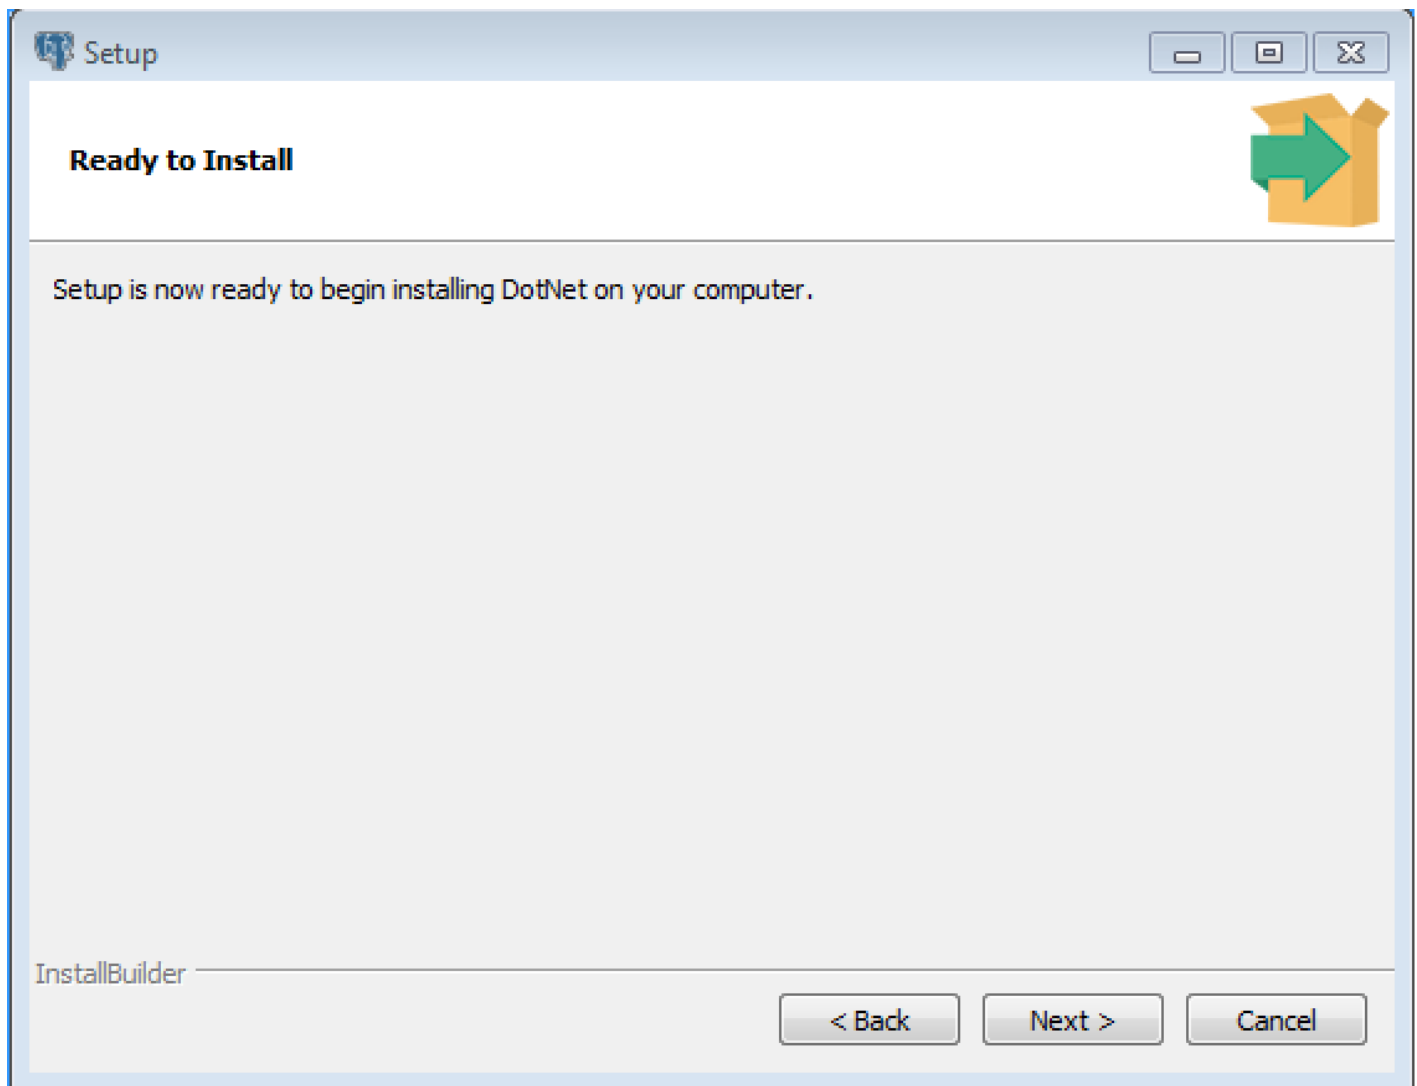 Setup
Ready to Install
Setup is now ready to begin installing DotNet on your computer.
InstallBuilder
< Back
Next >
Cancel